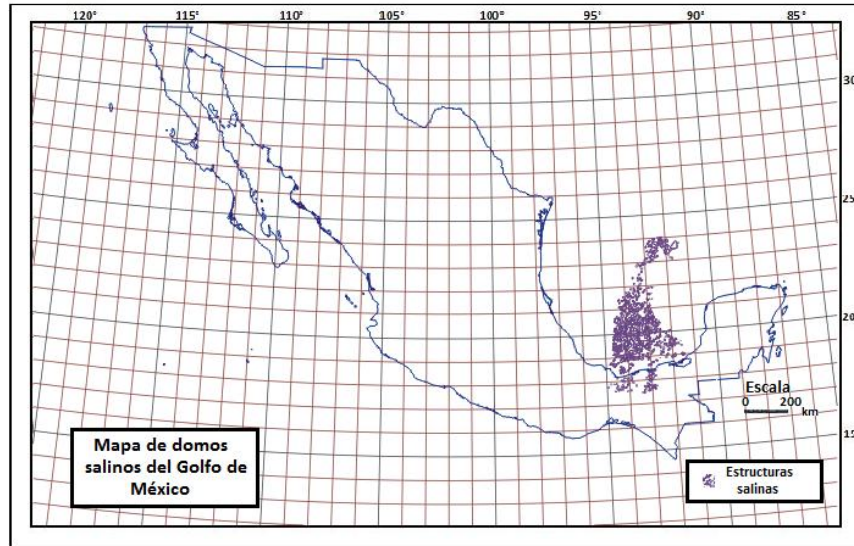 120° 115° 110° 105° 100° 95° 90° 85°
30
25
20
15
Escala
0 200
km
Mapa de domos
salinos del Golfo de
México
Estructuras
salinas